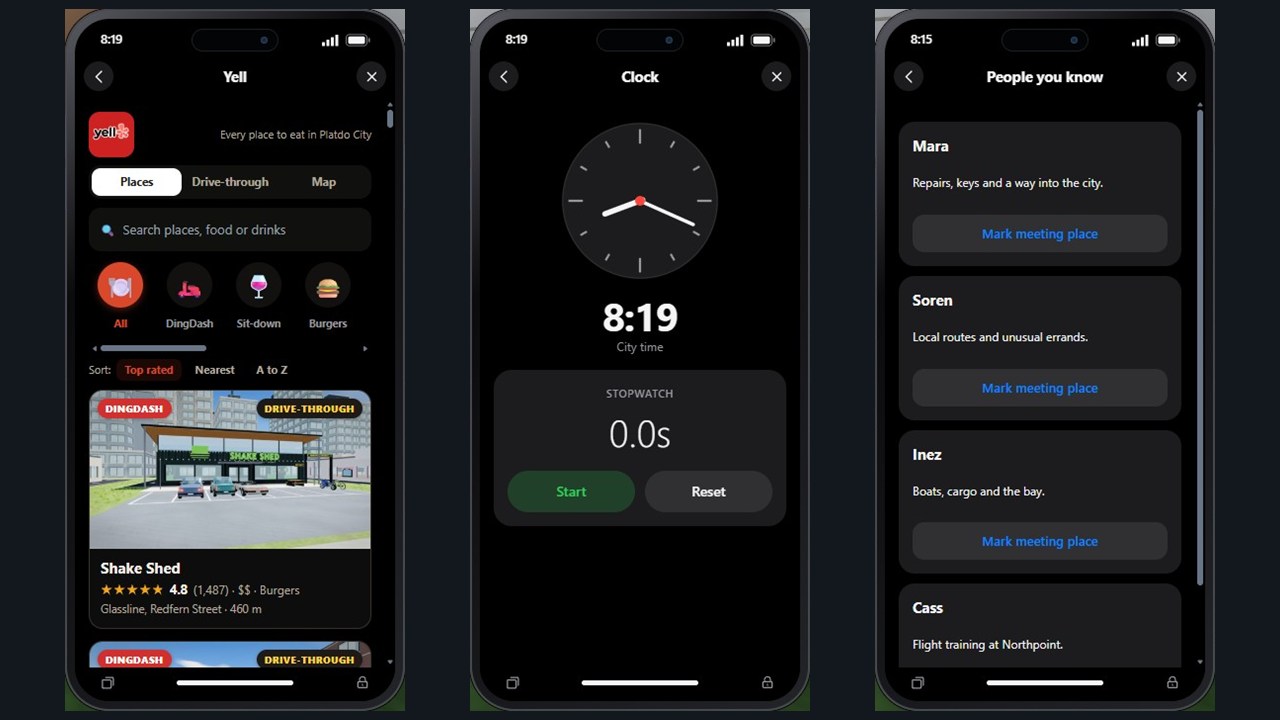 8:19
Yell
yell
Every place to eat in Platdo City
Places
Drive-through
Map
Search places, food or drinks
All
DingDash
Sit-down
Burgers
Sort:
Top rated
Nearest
A to Z
DINGDASH
DRIVE-THROUGH
SHAKE SHED
Shake Shed
4.8 (1,487) · $$ · Burgers
Glassline, Redfern Street · 460 m
DINGDASH
DRIVE-THROUGH
8:19
Clock
8:19
City time
STOPWATCH
0.0s
Start
Reset
8:15
People you know
Mara
Repairs, keys and a way into the city.
Mark meeting place
Soren
Local routes and unusual errands.
Mark meeting place
Inez
Boats, cargo and the bay.
Mark meeting place
Cass
Flight training at Northpoint.